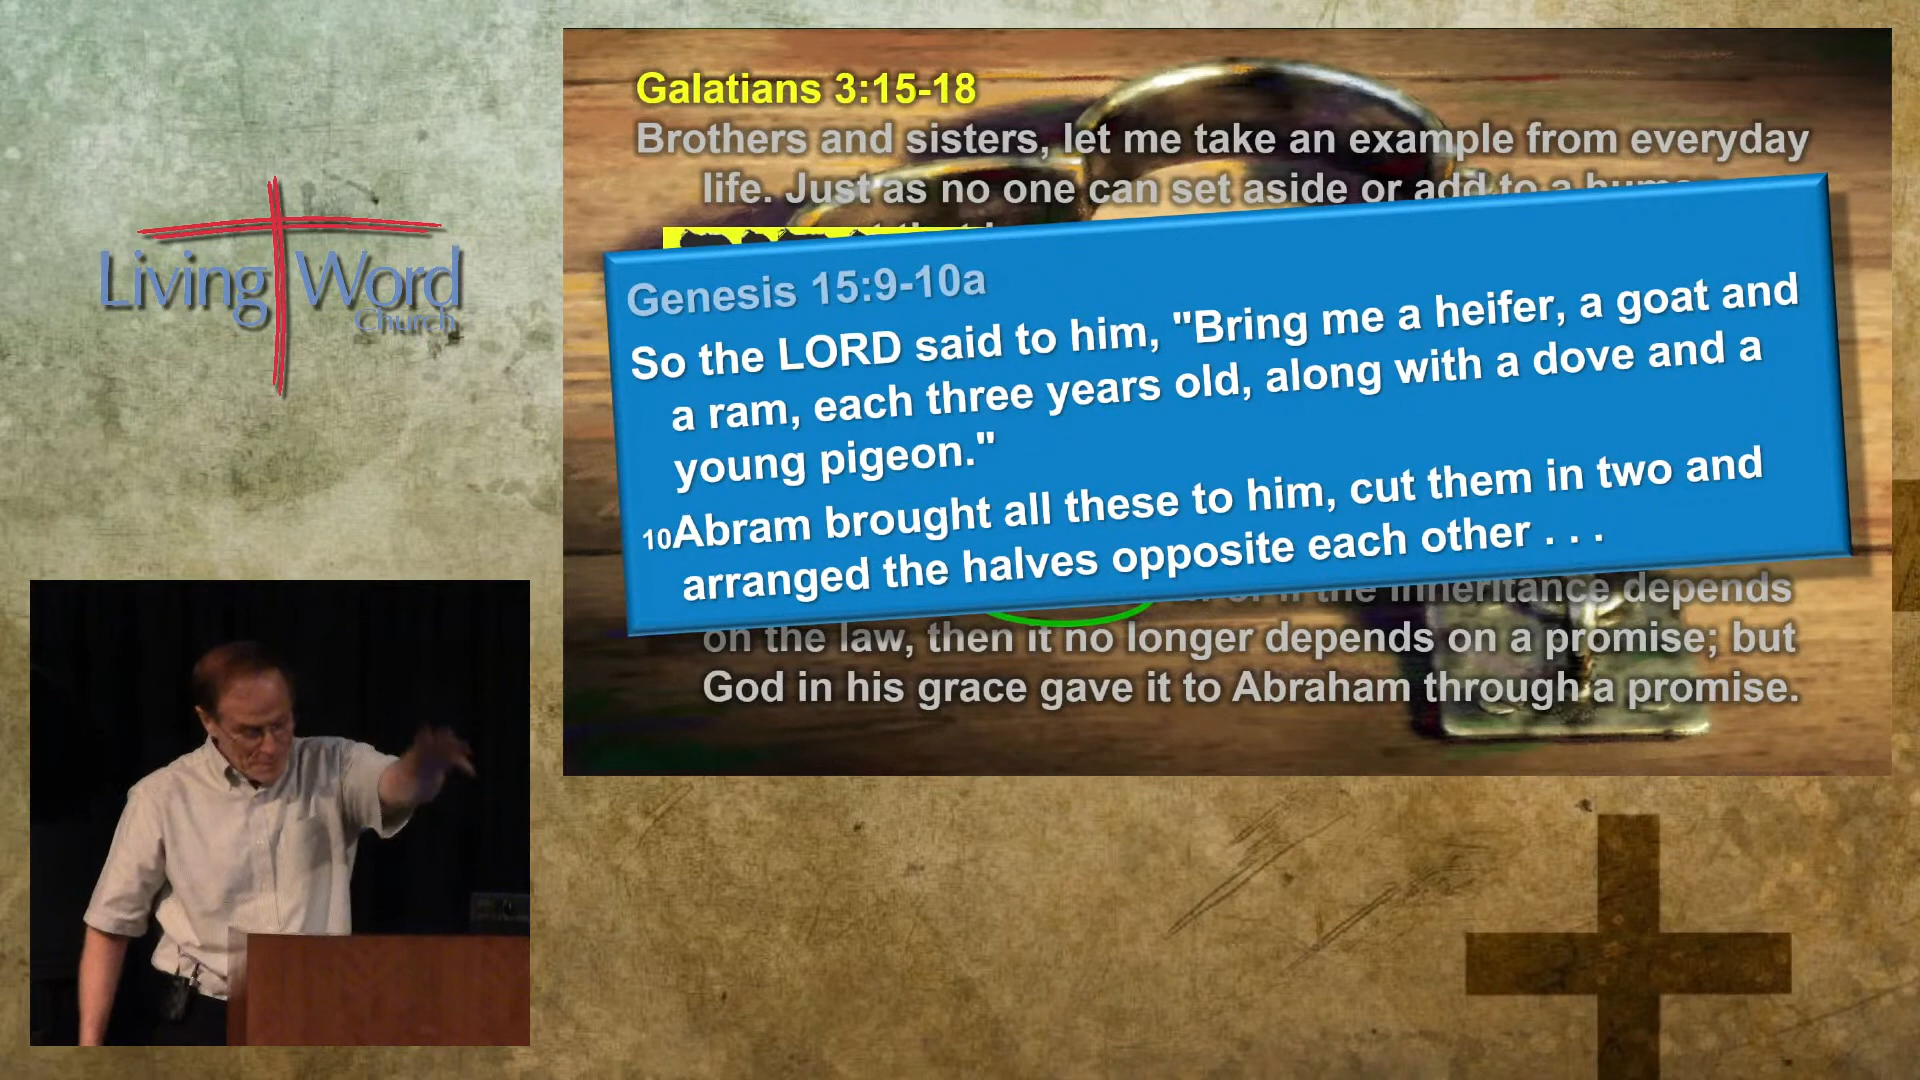 Living Word
Church
Galatians 3:15-18
Brothers and sisters, let me take an example from everyday
life. Just as no one can set aside or add to a human
Genesis 15:9-10a
So the LORD said to him, "Bring me a heifer, a goat and
a ram, each three years old, along with a dove and a
young pigeon."
10Abram brought all these to him, cut them in two and
arranged the halves opposite each other . . .
the inheritance depends
on the law, then it no longer depends on a promise; but
God in his grace gave it to Abraham through a promise.